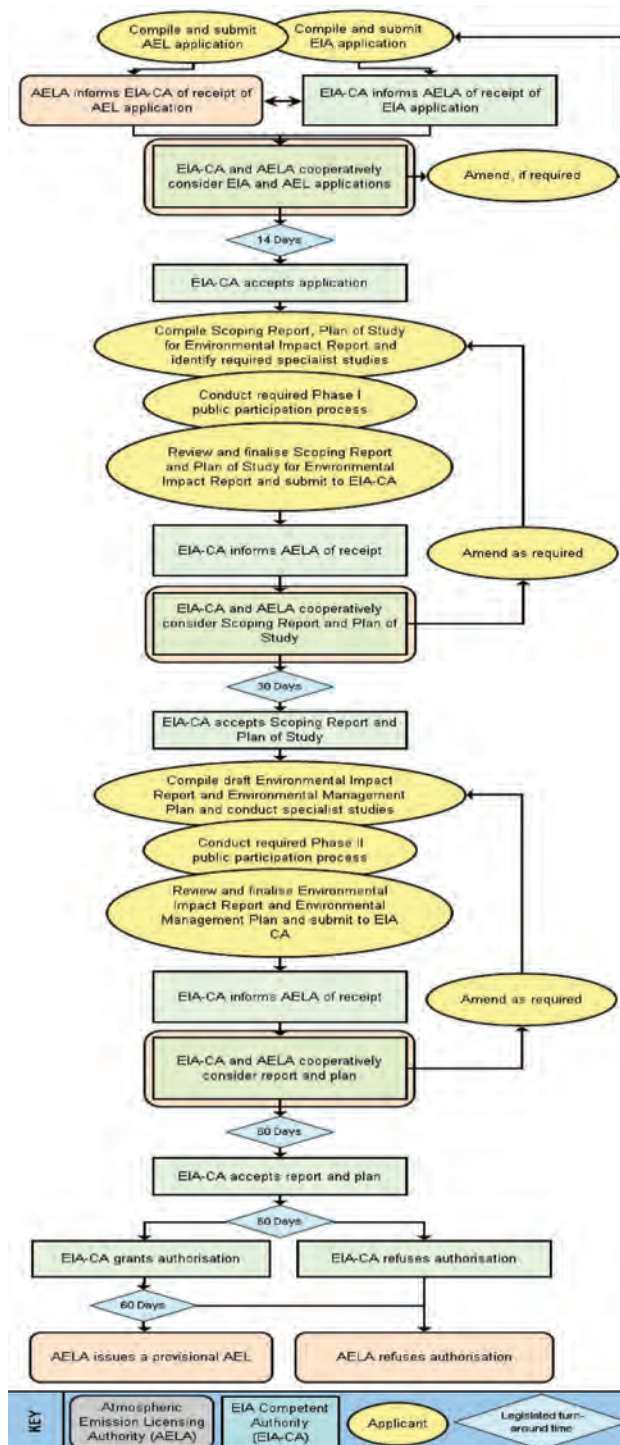 Compile and submit
AEL application
Compile and submit
EIA application
AELA informs EIA-CA of receipt of
AEL application
EIA-CA informs AELA of receipt of
EIA application
EIA-CA and AELA cooperatively
consider EIA and AEL applications
Amend, if required
14 Days
EIA-CA accepts application
Compile Scoping Report, Plan of Study
for Environmental Impact Report and
identify required specialist studies
Conduct required Phase I
public participation process
Review and finalise Scoping Report
and Plan of Study for Environmental
Impact Report and submit to EIA-CA
EIA-CA informs AELA of receipt
Amend as required
EIA-CA and AELA cooperatively
consider Scoping Report and Plan of
Study
30 Days
EIA-CA accepts Scoping Report and
Plan of Study
Compile draft Environmental Impact
Report and Environmental Management
Plan and conduct specialist studies
Conduct required Phase II
public participation process
Review and finalise Environmental
Impact Report and Environmental
Management Plan and submit to EIA
CA
EIA-CA informs AELA of receipt
Amend as required
EIA-CA and AELA cooperatively
consider report and plan
60 Days
EIA-CA accepts report and plan
60 Days
EIA-CA grants authorisation
EIA-CA refuses authorisation
60 Days
AELA issues a provisional AEL
AELA refuses authorisation
KEY
Atmospheric
Emission Licensing
Authority (AELA)
EIA Competent
Authority
(EIA-CA)
Applicant
Legislated turn-
around time